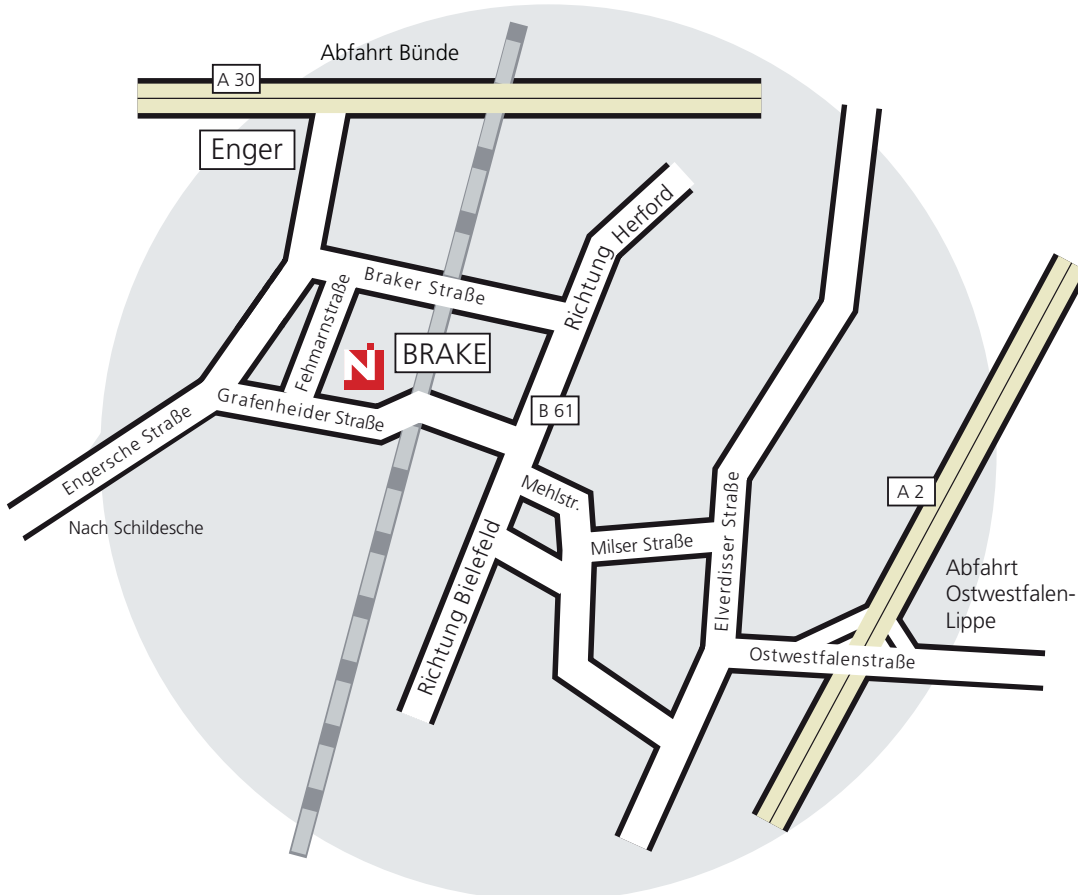 Abfahrt Bünde
A 30
Enger
Richtung Herford
Braker Straße
Fehmarnstraße
N
BRAKE
Grafenheider Straße
B 61
Engersche Straße
Mehlstr.
A 2
Nach Schildesche
Milser Straße
Elverdisser Straße
Richtung Bielefeld
Abfahrt
Ostwestfalen-
Lippe
Ostwestfalenstraße